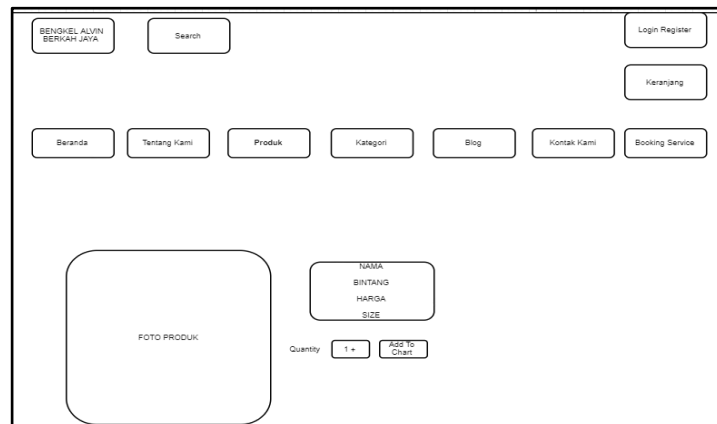 BENGKEL ALVIN
BERKAH JAYA
Search
Login Register
Keranjang
Beranda
Tentang Kami
Produk
Kategori
Blog
Kontak Kami
Booking Service
FOTO PRODUK
NAMA
BINTANG
HARGA
SIZE
Quantity
1 +
Add To
Chart